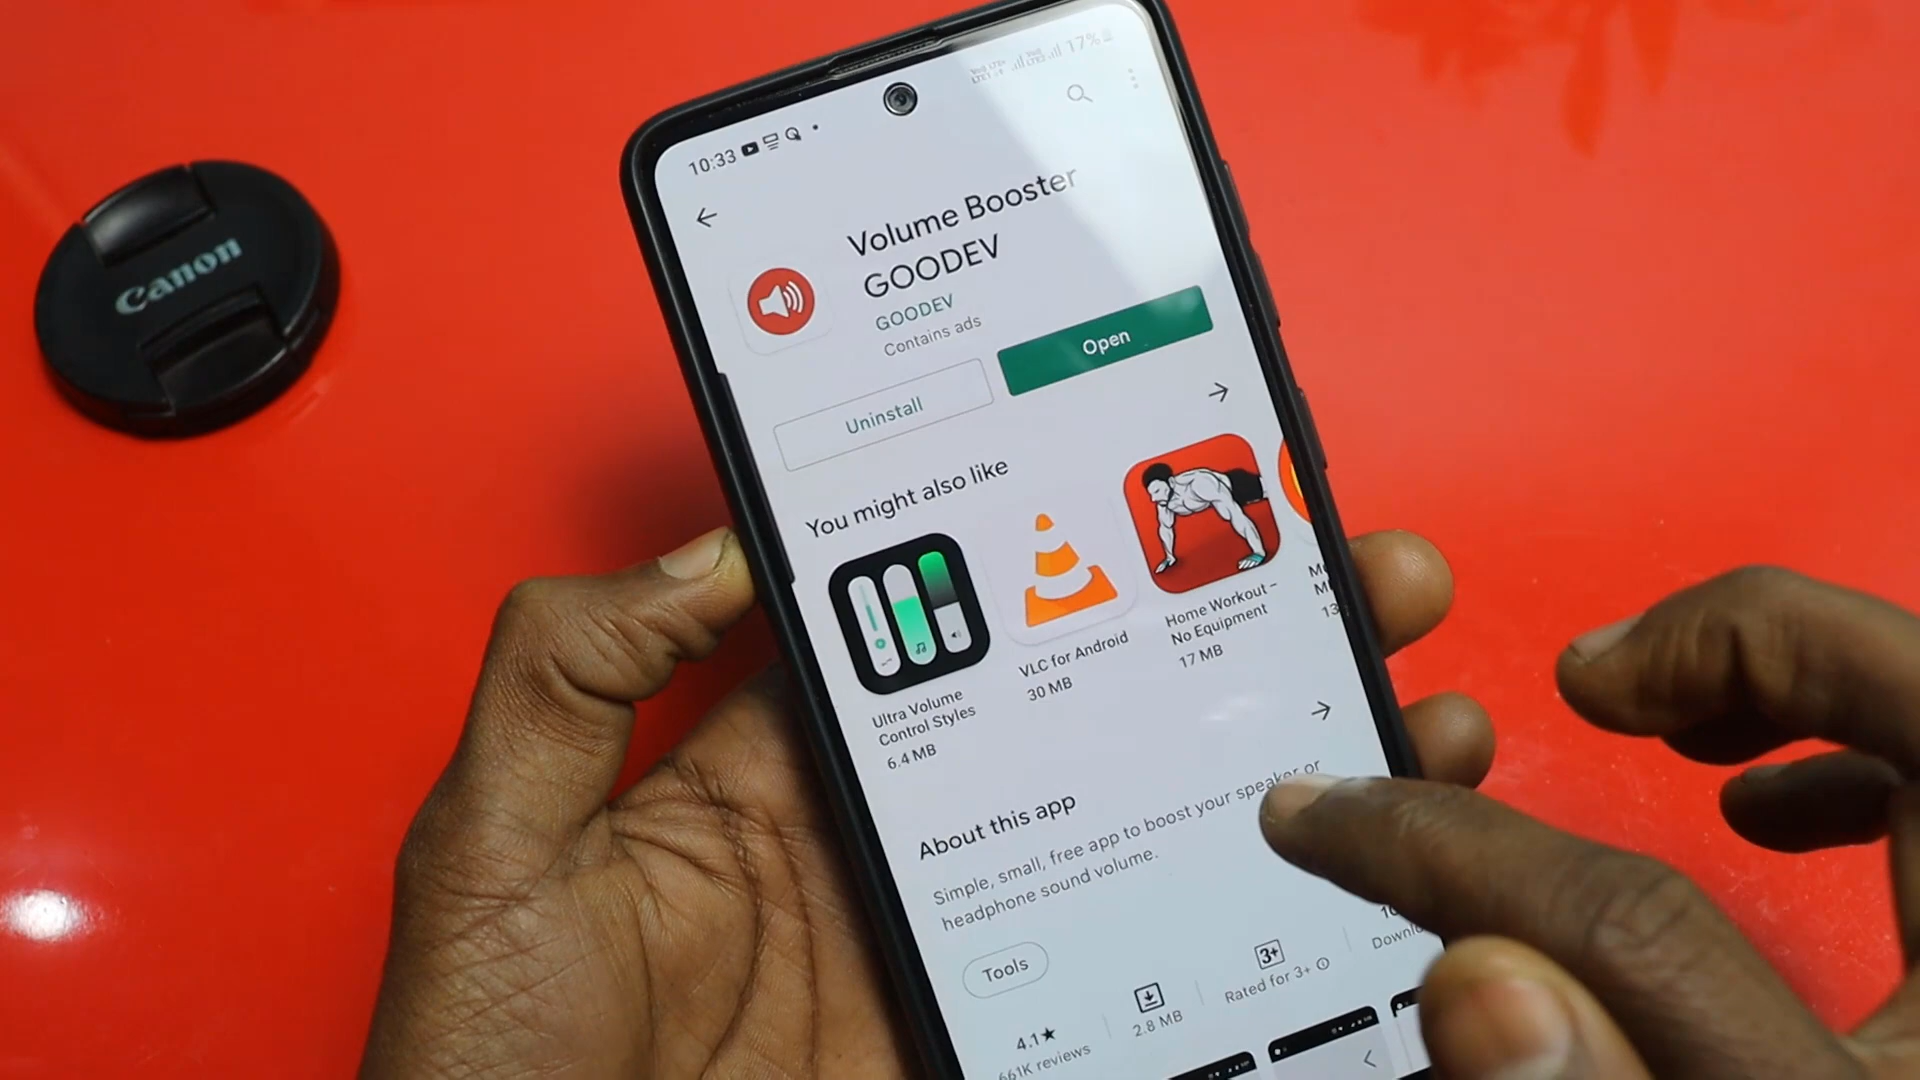 Canon
10:33
17%
Volume Booster
GOODEV
GOODEV
Contains ads
Uninstall
Open
You might also like
Ultra Volume
Control Styles
6.4 MB
VLC for Android
30 MB
Home Workout –
No Equipment
17 MB
About this app
Simple, small, free app to boost your speaker or
headphone sound volume.
Tools
4.1★
661K reviews
2.8 MB
3+
Rated for 3+